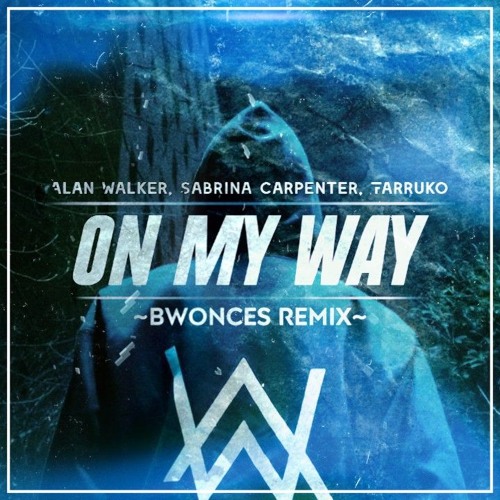 ALAN WALKER, SABRINA CARPENTER, FARRUKO
ON MY WAY
~BWONCES REMIX~